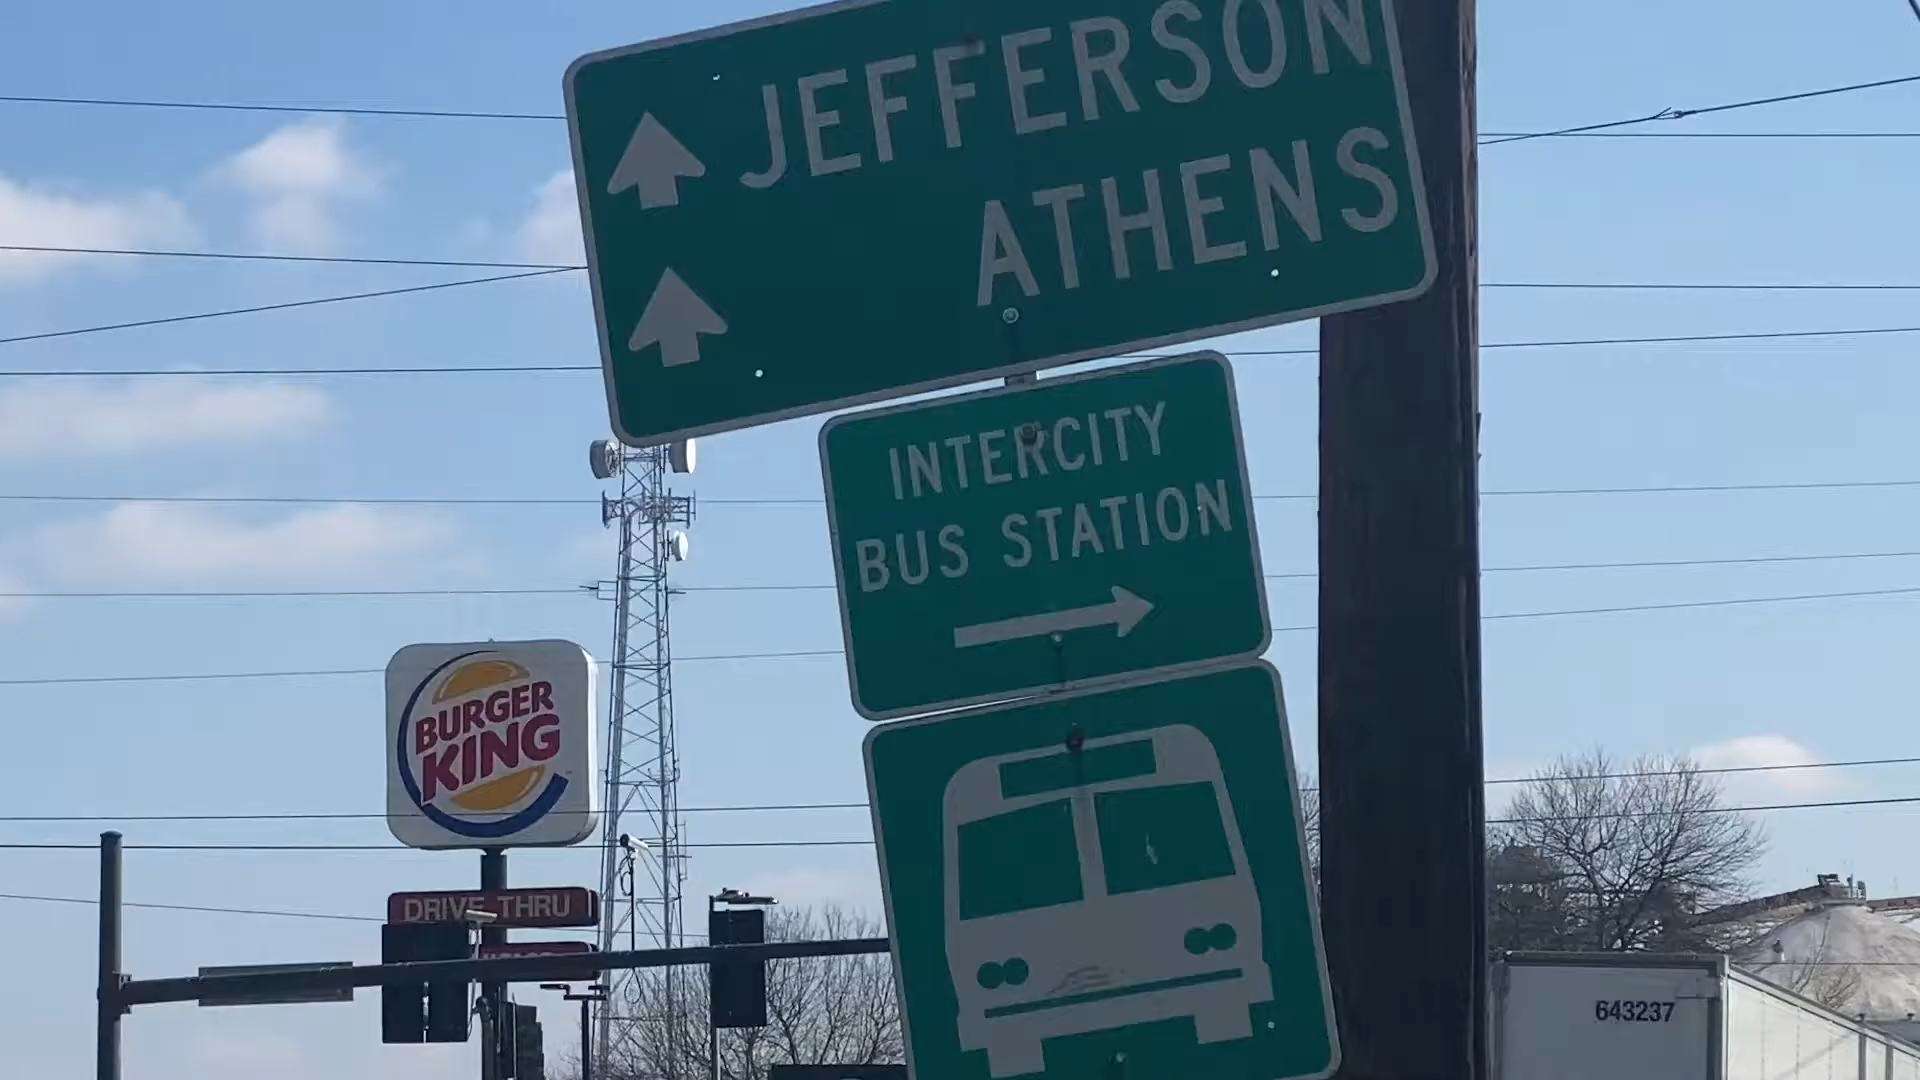 JEFFERSON
ATHENS
INTERCITY
BUS STATION
BURGER
KING
DRIVE THRU
643237